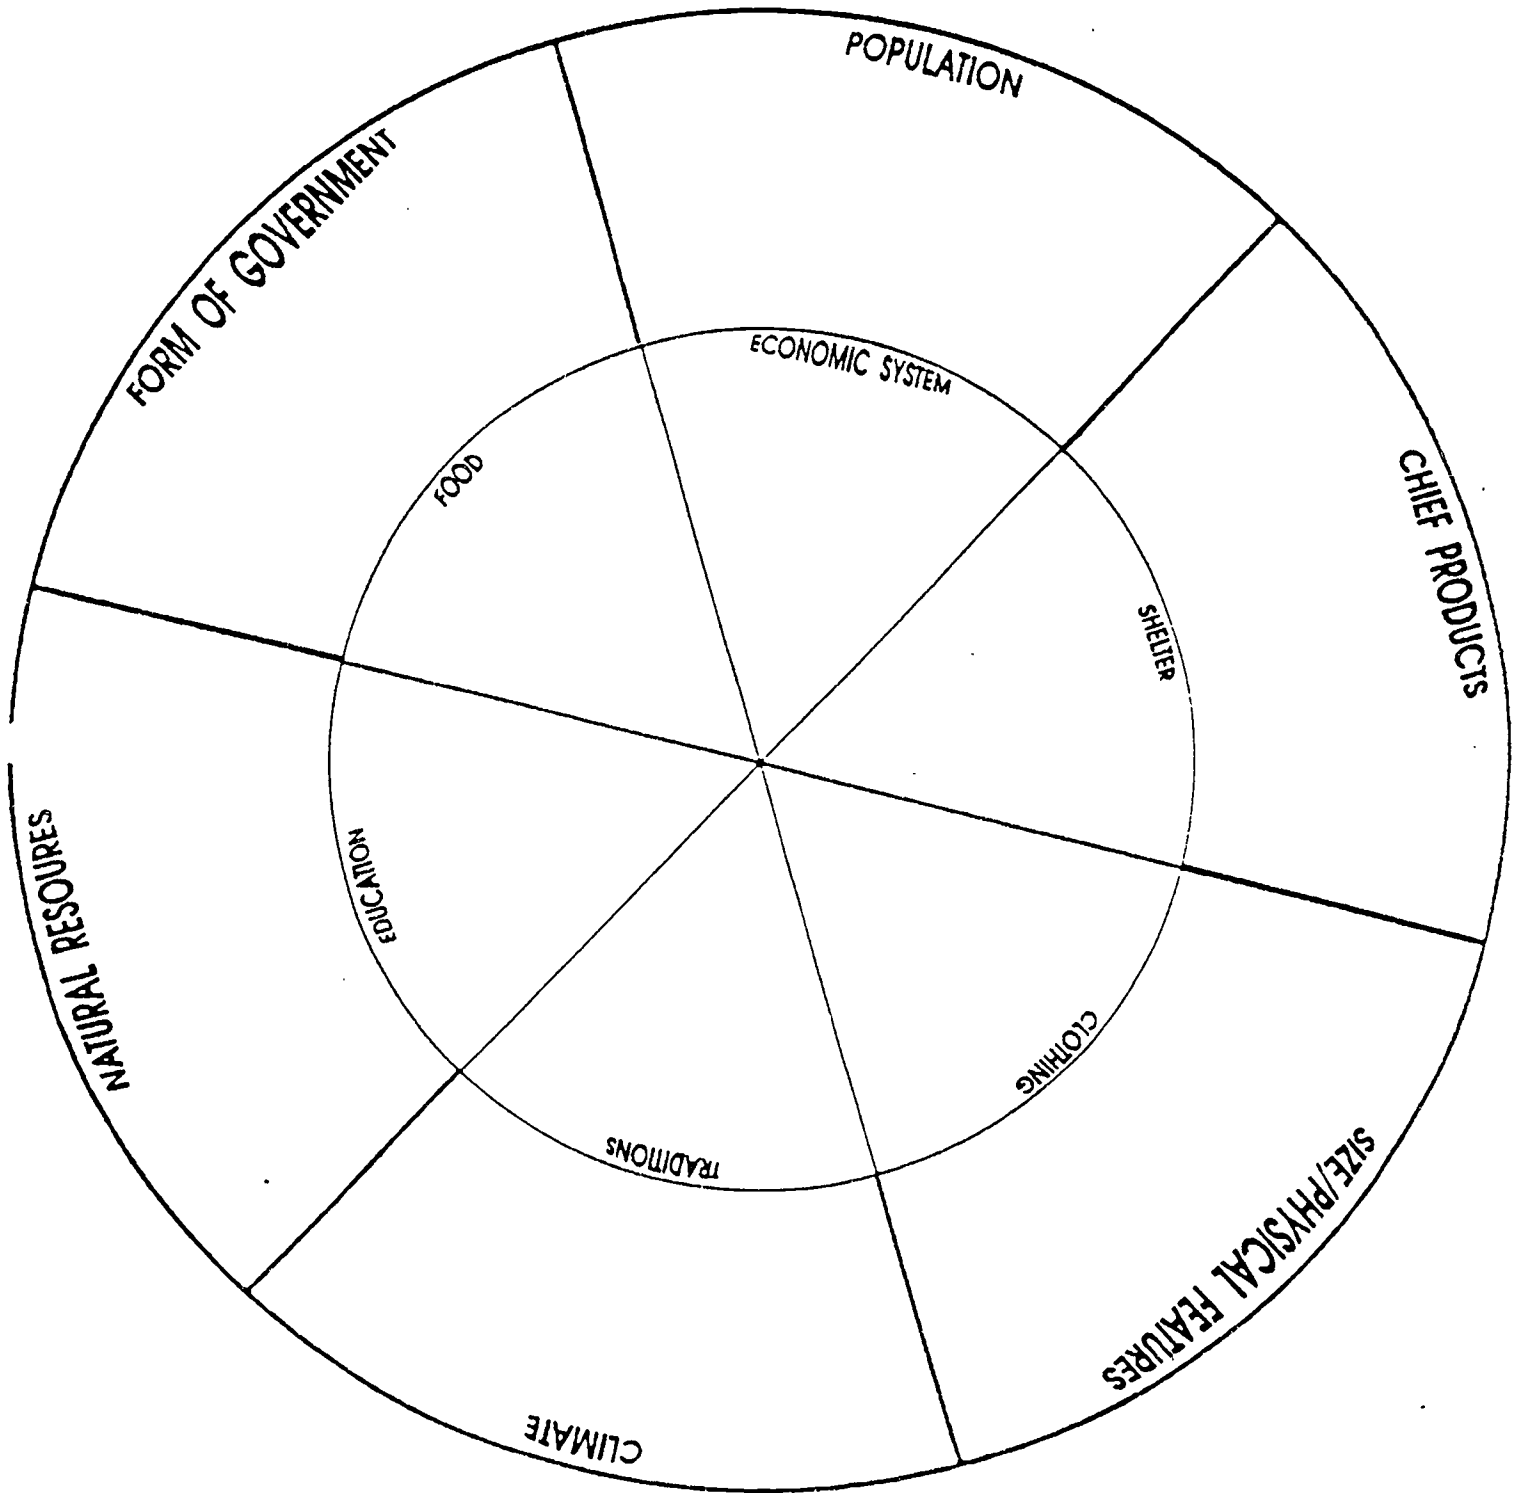 POPULATION
CHIEF PRODUCTS
SIZE/PHYSICAL FEATURES
CLIMATE
NATURAL RESOURES
FORM OF GOVERNMENT
ECONOMIC SYSTEM
SHELTER
CLOTHING
TRADITIONS
EDUCATION
FOOD